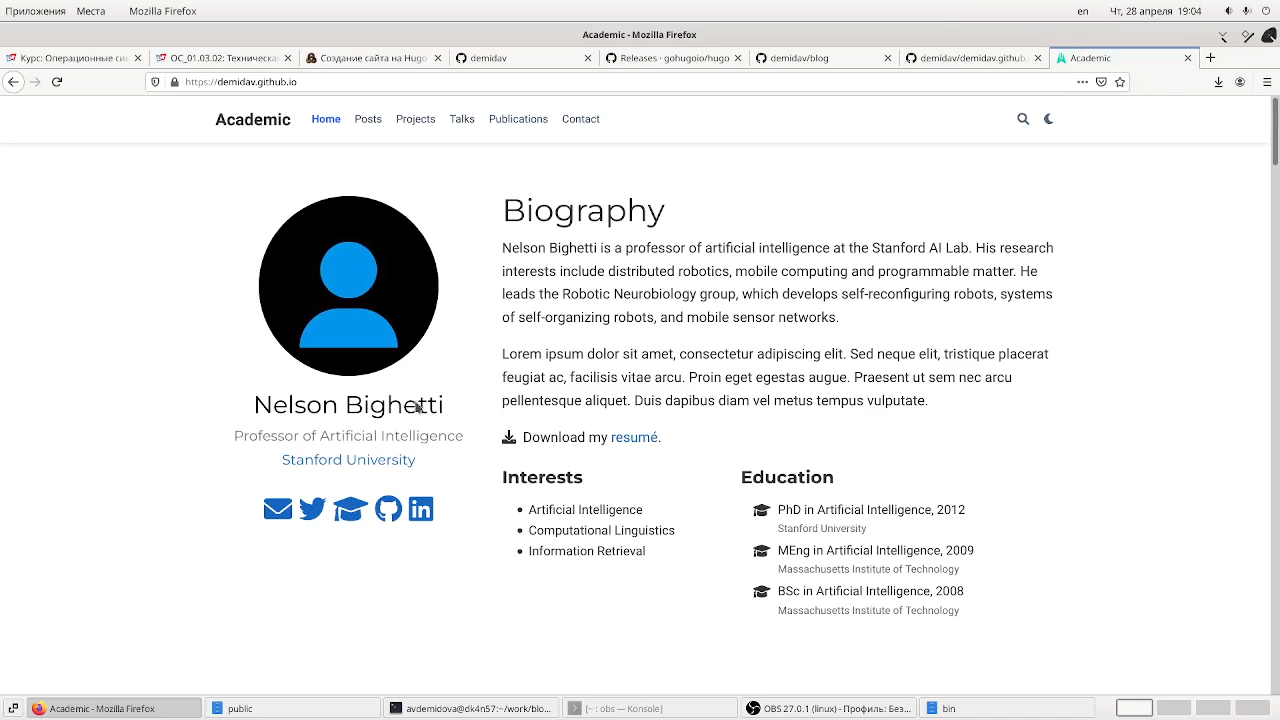 Приложения Места Mozilla Firefox en Чт, 28 апреля 19:04
Academic - Mozilla Firefox
Курс: Операционные сис
ОС_01.03.02: Техническа
Создание сайта на Hugo
demidav
Releases · gohugoio/hugo
demidav/blog
demidav/demidav.github.
Academic
https://demidav.github.io
Academic Home Posts Projects Talks Publications Contact
Biography
Nelson Bighetti is a professor of artificial intelligence at the Stanford AI Lab. His research
interests include distributed robotics, mobile computing and programmable matter. He
leads the Robotic Neurobiology group, which develops self-reconfiguring robots, systems
of self-organizing robots, and mobile sensor networks.
Lorem ipsum dolor sit amet, consectetur adipiscing elit. Sed neque elit, tristique placerat
feugiat ac, facilisis vitae arcu. Proin eget egestas augue. Praesent ut sem nec arcu
pellentesque aliquet. Duis dapibus diam vel metus tempus vulputate.
Download my resumé.
Nelson Bighetti
Professor of Artificial Intelligence
Stanford University
Interests
Artificial Intelligence
Computational Linguistics
Information Retrieval
Education
PhD in Artificial Intelligence, 2012
Stanford University
MEng in Artificial Intelligence, 2009
Massachusetts Institute of Technology
BSc in Artificial Intelligence, 2008
Massachusetts Institute of Technology
Academic - Mozilla Firefox
public
avdemidova@dk4n57:~/work/blo...
[~ : obs — Konsole]
OBS 27.0.1 (linux) - Профиль: Без...
bin